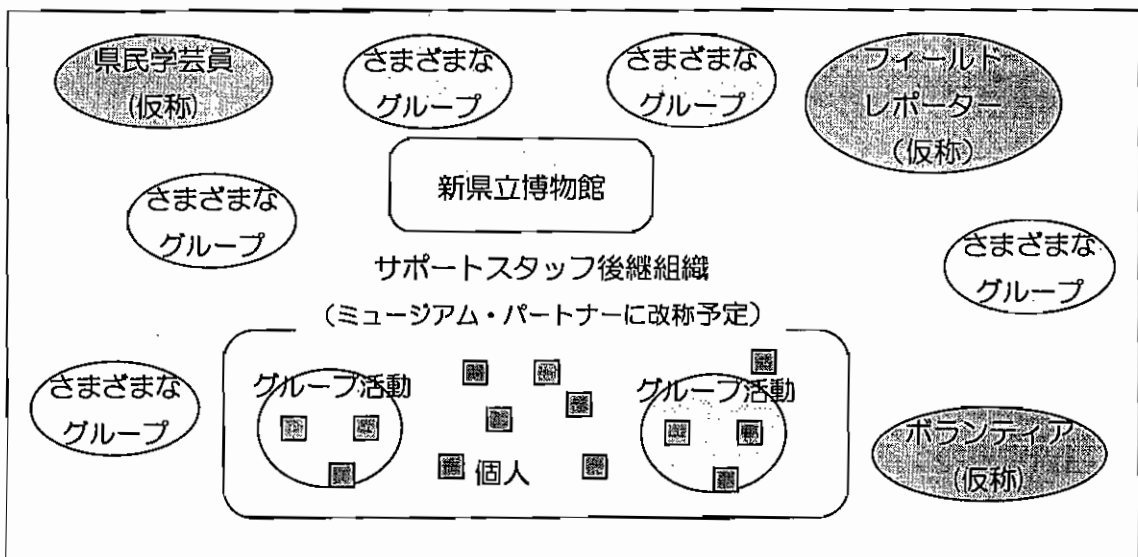 県民学芸員
(仮称)
さまざまな
グループ
さまざまな
グループ
フィールド
レポーター
(仮称)
新県立博物館
さまざまな
グループ
さまざまな
グループ
サポートスタッフ後継組織
(ミュージアム・パートナーに改称予定)
さまざまな
グループ
グループ活動
グループ活動
個人
ボランティア
(仮称)